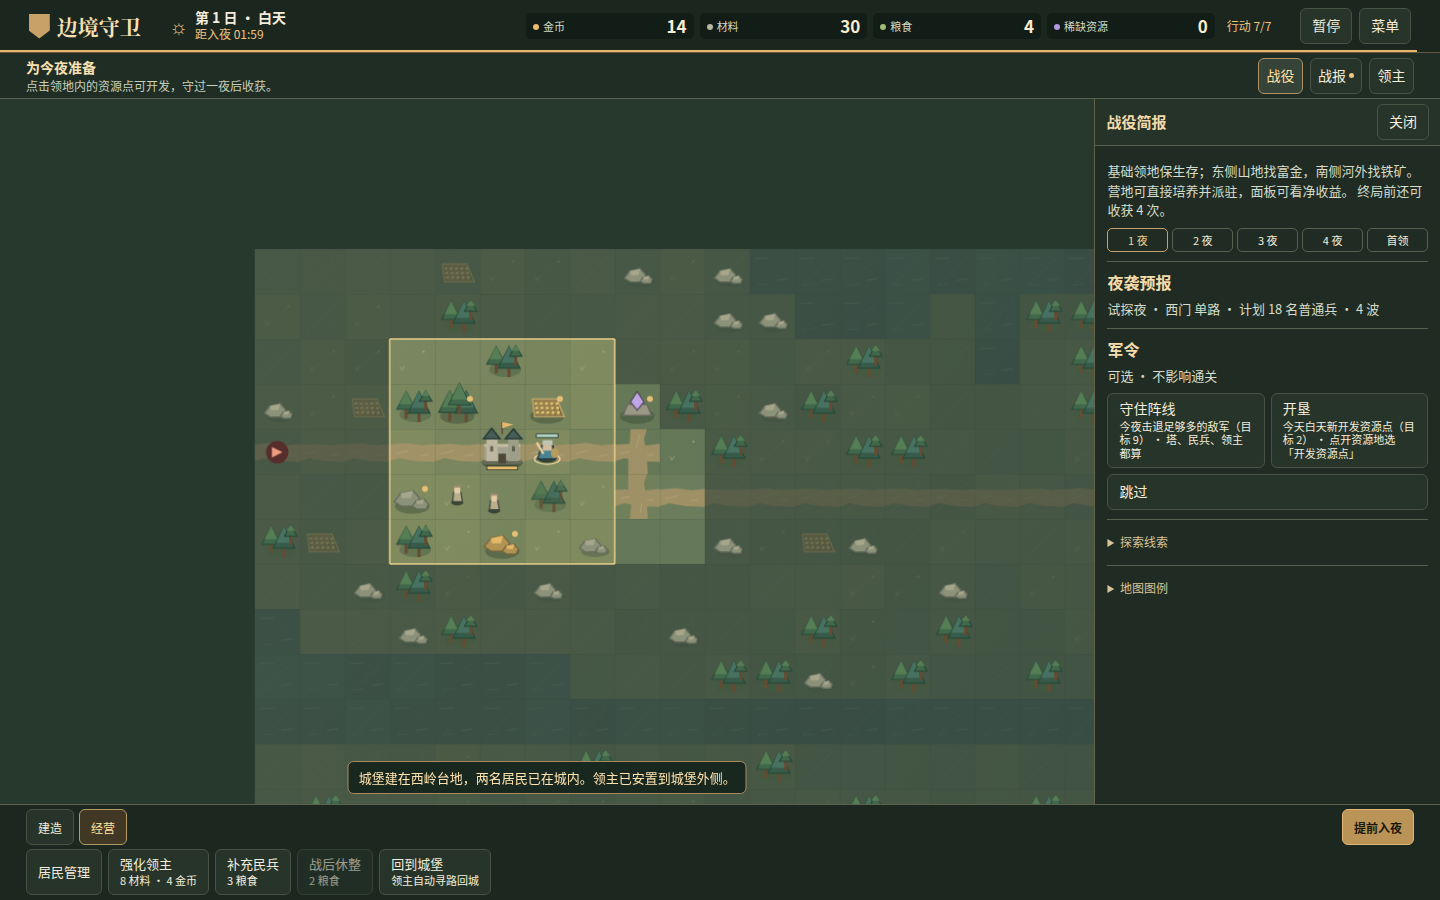 边境守卫
第 1 日 · 白天
距入夜 01:59
金币 14
材料 30
粮食 4
稀缺资源 0
行动 7/7
暂停
菜单
为今夜准备
点击领地内的资源点可开发，守过一夜后收获。
战役
战报
领主
战役简报
关闭
基础领地保生存；东侧山地找富金，南侧河外找铁矿。
营地可直接培养并派驻，面板可看净收益。 终局前还可
收获 4 次。
1 夜
2 夜
3 夜
4 夜
首领
夜袭预报
试探夜 · 西门 单路 · 计划 18 名普通兵 · 4 波
军令
可选 · 不影响通关
守住阵线
今夜击退足够多的敌军（目
标 9） · 塔、民兵、领主
都算
开垦
今天白天新开发资源点（目
标 2） · 点开资源地选
「开发资源点」
跳过
探索线索
地图图例
城堡建在西岭台地，两名居民已在城内。领主已安置到城堡外侧。
建造
经营
提前入夜
居民管理
强化领主
8 材料 · 4 金币
补充民兵
3 粮食
战后休整
2 粮食
回到城堡
领主自动寻路回城